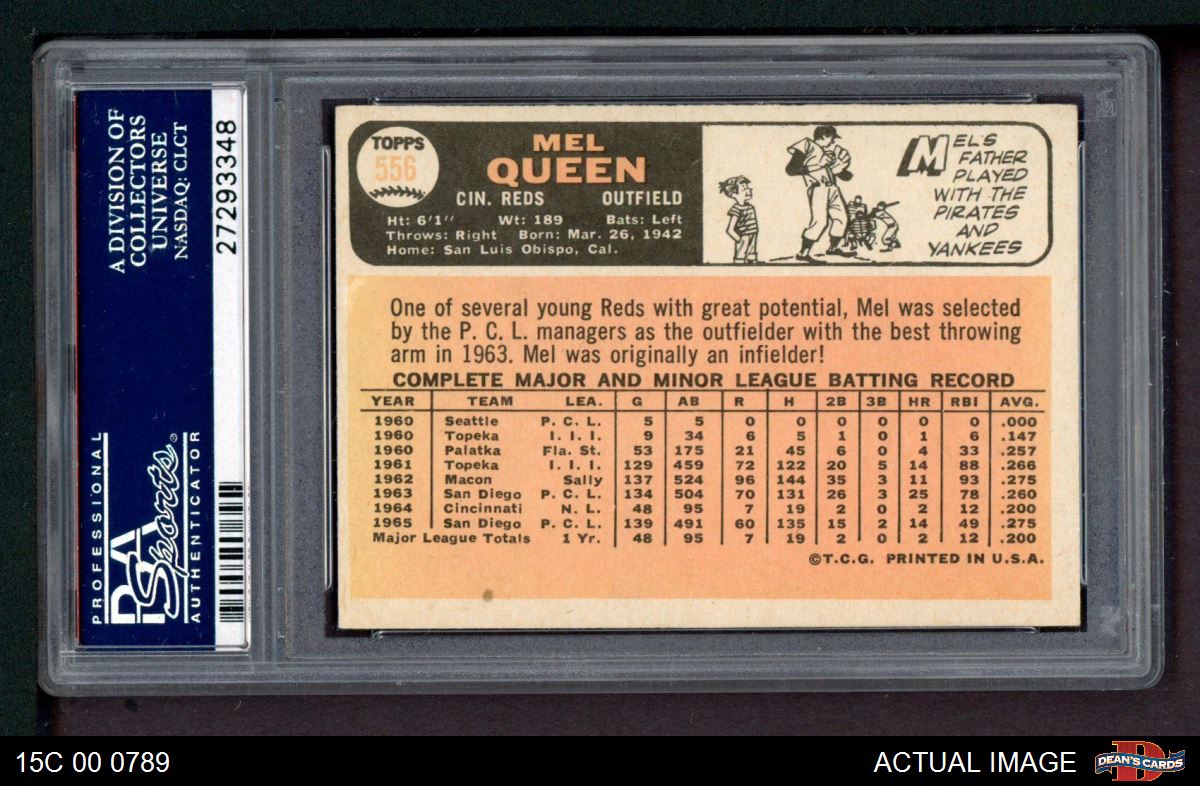 A DIVISION OF
COLLECTORS
UNIVERSE
NASDAQ: CLCT
27293348
PROFESSIONAL
PSA
Sports®
AUTHENTICATOR
TOPPS
556
MEL
QUEEN
CIN. REDS OUTFIELD
Ht: 6'1" Wt: 189 Bats: Left
Throws: Right Born: Mar. 26, 1942
Home: San Luis Obispo, Cal.
MEL'S
FATHER
PLAYED
WITH THE
PIRATES
AND
YANKEES
One of several young Reds with great potential, Mel was selected
by the P. C. L. managers as the outfielder with the best throwing
arm in 1963. Mel was originally an infielder!
COMPLETE MAJOR AND MINOR LEAGUE BATTING RECORD
YEAR TEAM LEA. G AB R H 2B 3B HR RBI AVG.
1960 Seattle P. C. L. 5 5 0 0 0 0 0 0 .000
1960 Topeka I. I. I. 9 34 6 5 1 0 1 6 .147
1960 Palatka Fla. St. 53 175 21 45 6 0 4 33 .257
1961 Topeka I. I. I. 129 459 72 122 20 5 14 88 .266
1962 Macon Sally 137 524 96 144 35 3 11 93 .275
1963 San Diego P. C. L. 134 504 70 131 26 3 25 78 .260
1964 Cincinnati N. L. 48 95 7 19 2 0 2 12 .200
1965 San Diego P. C. L. 139 491 60 135 15 2 14 49 .275
Major League Totals 1 Yr. 48 95 7 19 2 0 2 12 .200
©T.C.G. PRINTED IN U.S.A.
15C 00 0789
ACTUAL IMAGE
DEAN'S CARDS